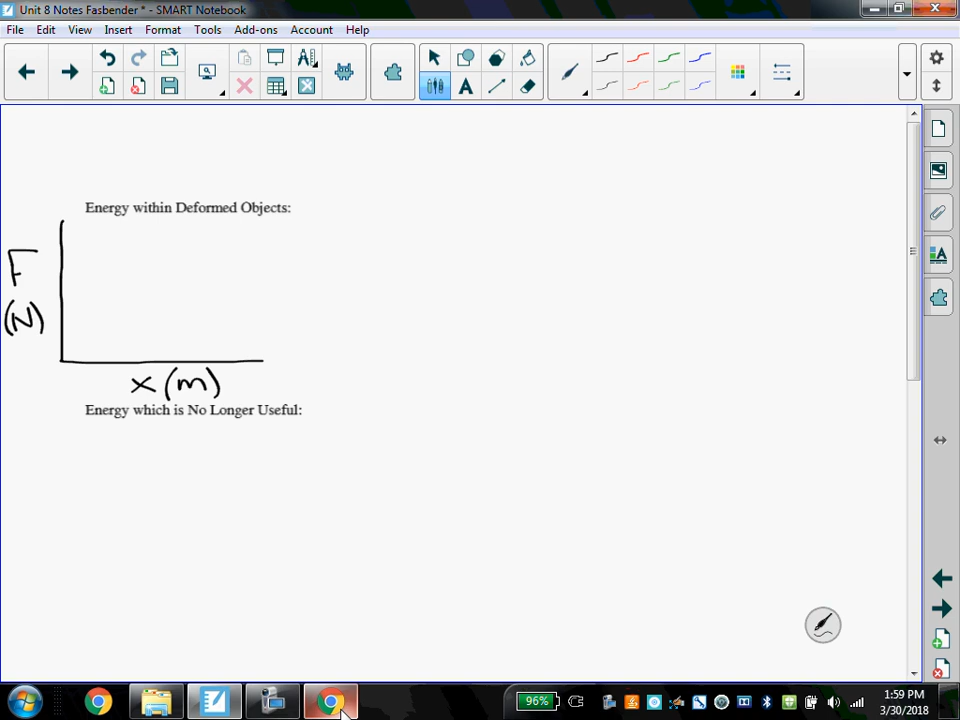 Unit 8 Notes Fasbender * - SMART Notebook
File Edit View Insert Format Tools Add-ons Account Help
Energy within Deformed Objects:
F
(N)
x (m)
Energy which is No Longer Useful:
96%
1:59 PM
3/30/2018